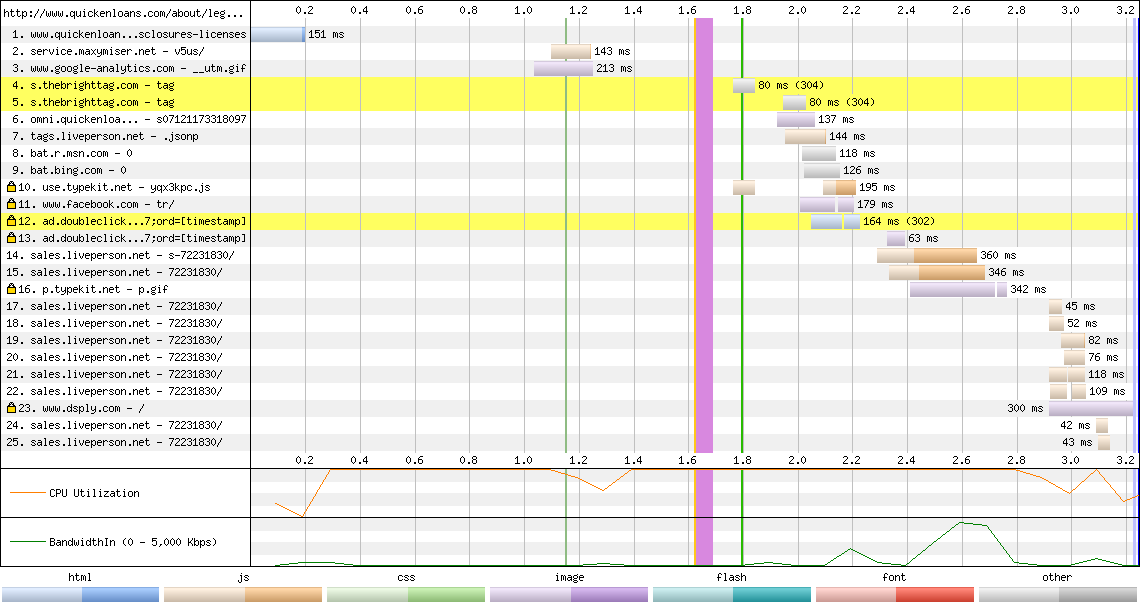 http://www.quickenloans.com/about/leg... 0.2 0.4 0.6 0.8 1.0 1.2 1.4 1.6 1.8 2.0 2.2 2.4 2.6 2.8 3.0 3.2
1. www.quickenloan...sclosures-licenses 151 ms
2. service.maxymiser.net - v5us/ 143 ms
3. www.google-analytics.com - __utm.gif 213 ms
4. s.thebrighttag.com - tag 80 ms (304)
5. s.thebrighttag.com - tag 80 ms (304)
6. omni.quickenloa... - s07121173318097 137 ms
7. tags.liveperson.net - .jsonp 144 ms
8. bat.r.msn.com - 0 118 ms
9. bat.bing.com - 0 126 ms
10. use.typekit.net - yqx3kpc.js 195 ms
11. www.facebook.com - tr/ 179 ms
12. ad.doubleclick...7;ord=[timestamp] 164 ms (302)
13. ad.doubleclick...7;ord=[timestamp] 63 ms
14. sales.liveperson.net - s-72231830/ 360 ms
15. sales.liveperson.net - 72231830/ 346 ms
16. p.typekit.net - p.gif 342 ms
17. sales.liveperson.net - 72231830/ 45 ms
18. sales.liveperson.net - 72231830/ 52 ms
19. sales.liveperson.net - 72231830/ 82 ms
20. sales.liveperson.net - 72231830/ 76 ms
21. sales.liveperson.net - 72231830/ 118 ms
22. sales.liveperson.net - 72231830/ 109 ms
23. www.dsply.com - / 300 ms
24. sales.liveperson.net - 72231830/ 42 ms
25. sales.liveperson.net - 72231830/ 43 ms
0.2 0.4 0.6 0.8 1.0 1.2 1.4 1.6 1.8 2.0 2.2 2.4 2.6 2.8 3.0 3.2
CPU Utilization
BandwidthIn (0 - 5,000 Kbps)
html js css image flash font other